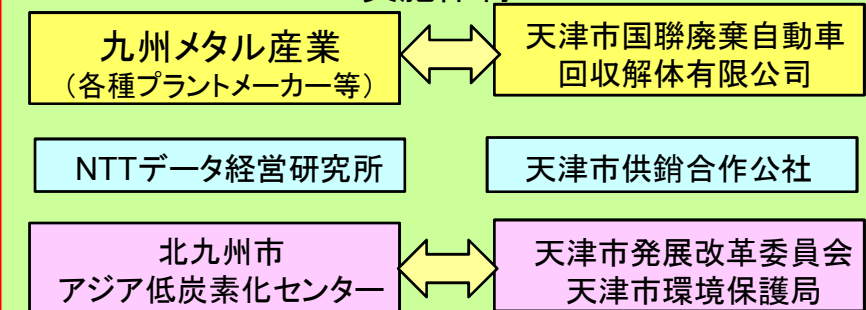 九州メタル産業
（各種プラントメーカー等）
天津市国聯廃棄自動車
回収解体有限公司
NTTデータ経営研究所
天津市供銷合作公社
北九州市
アジア低炭素化センター
天津市発展改革委員会
天津市環境保護局